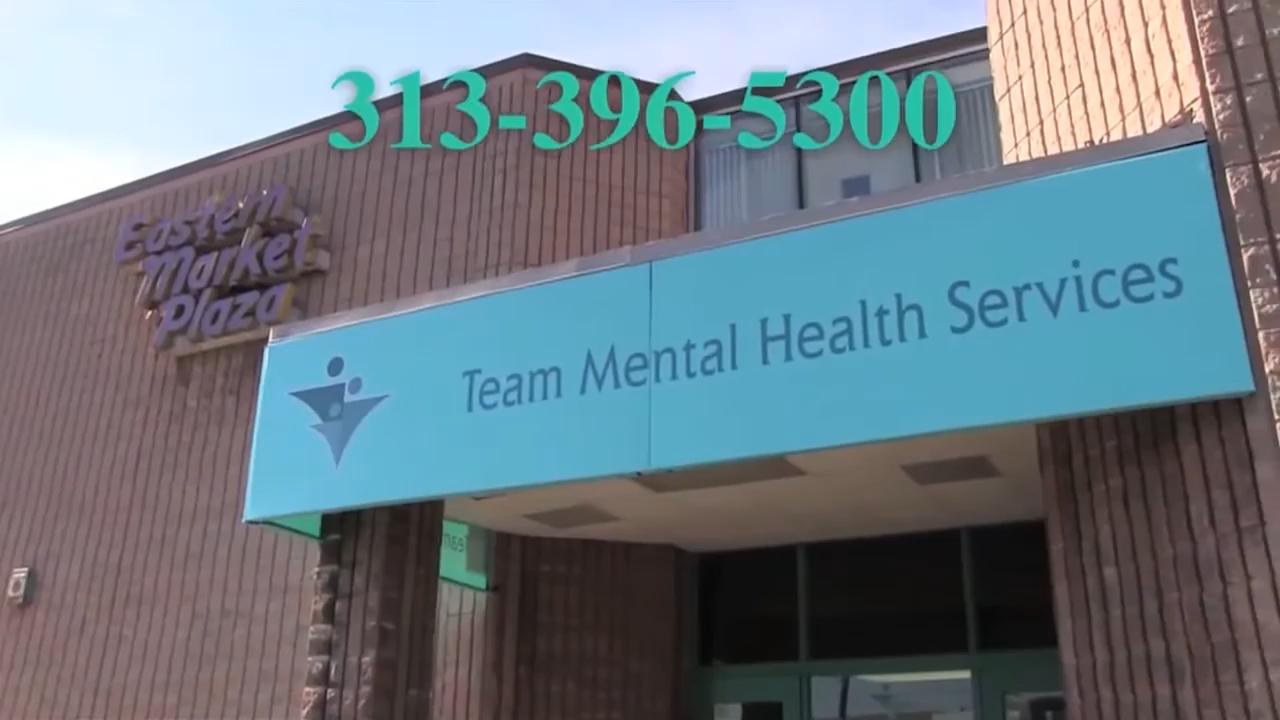 313-396-5300
Eastern
Market
Plaza
Team Mental Health Services